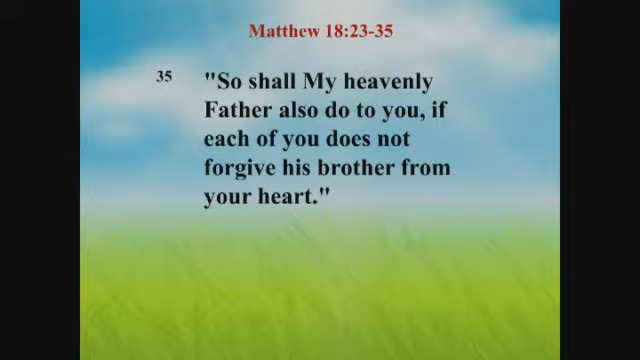 Matthew 18:23-35
35 "So shall My heavenly
Father also do to you, if
each of you does not
forgive his brother from
your heart."